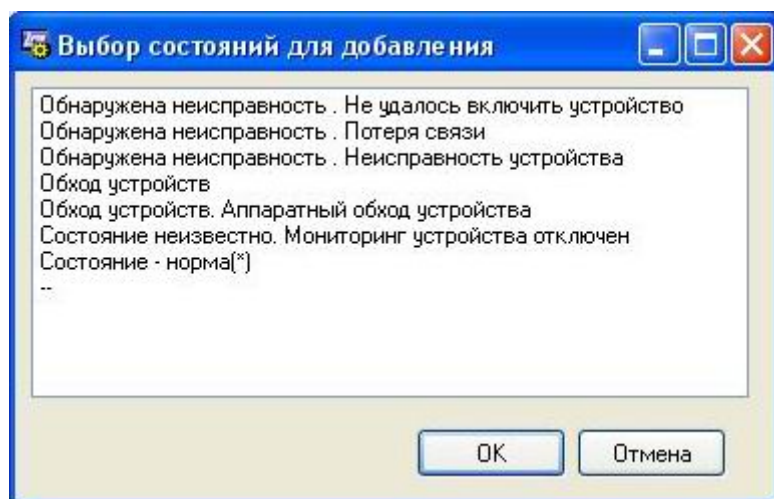 Выбор состояний для добавления
Обнаружена неисправность . Не удалось включить устройство
Обнаружена неисправность . Потеря связи
Обнаружена неисправность . Неисправность устройства
Обход устройств
Обход устройств. Аппаратный обход устройства
Состояние неизвестно. Мониторинг устройства отключен
Состояние - норма(*)
--
OK
Отмена